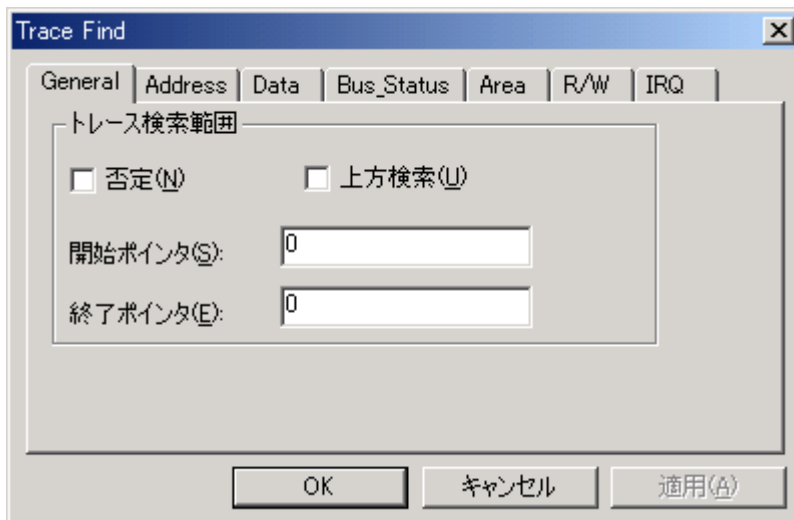 Trace Find
General Address Data Bus_Status Area R/W IRQ
トレース検索範囲
否定(N) 上方検索(U)
開始ポインタ(S): 0
終了ポインタ(E): 0
OK キャンセル 適用(A)